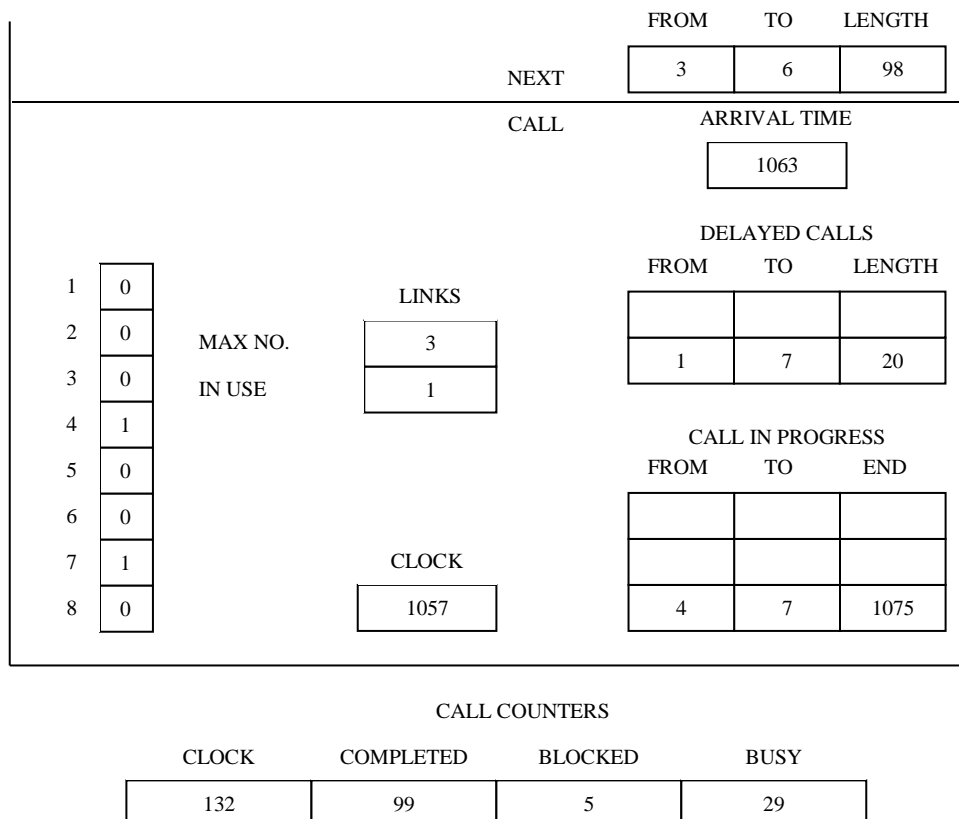 FROM TO LENGTH
NEXT 3 6 98
CALL ARRIVAL TIME
1063
DELAYED CALLS
FROM TO LENGTH
1 0
LINKS
2 0
MAX NO. 3
1 7 20
3 0
IN USE 1
4 1
CALL IN PROGRESS
FROM TO END
5 0
6 0
7 1
CLOCK
8 0
1057
4 7 1075
CALL COUNTERS
CLOCK COMPLETED BLOCKED BUSY
132 99 5 29